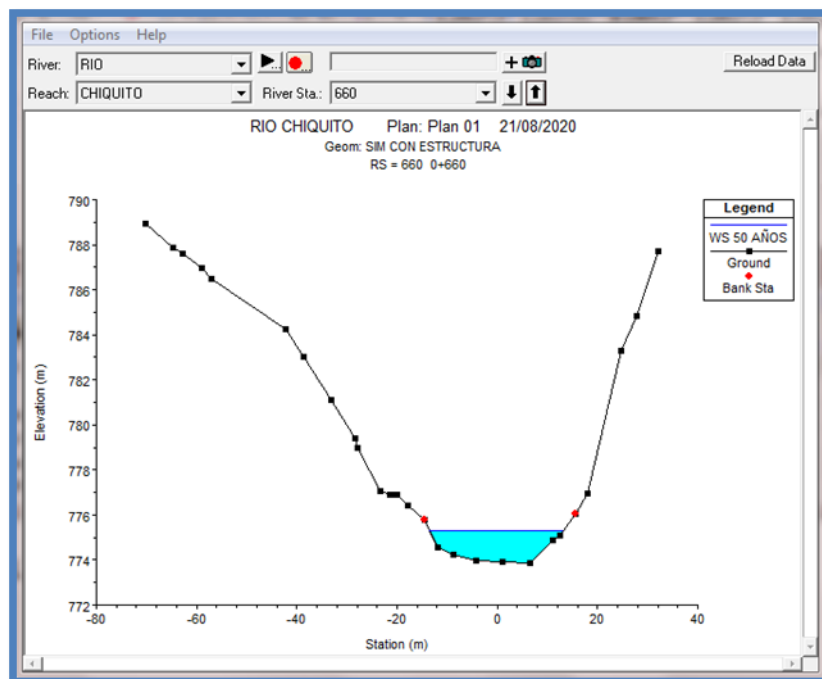 File Options Help
River: RIO
Reload Data
Reach: CHIQUITO River Sta.: 660
RIO CHIQUITO Plan: Plan 01 21/08/2020
Geom: SIM CON ESTRUCTURA
RS = 660 0+660
Legend
WS 50 AÑOS
Ground
Bank Sta
Elevation (m)
790
788
786
784
782
780
778
776
774
772
-80 -60 -40 -20 0 20 40
Station (m)